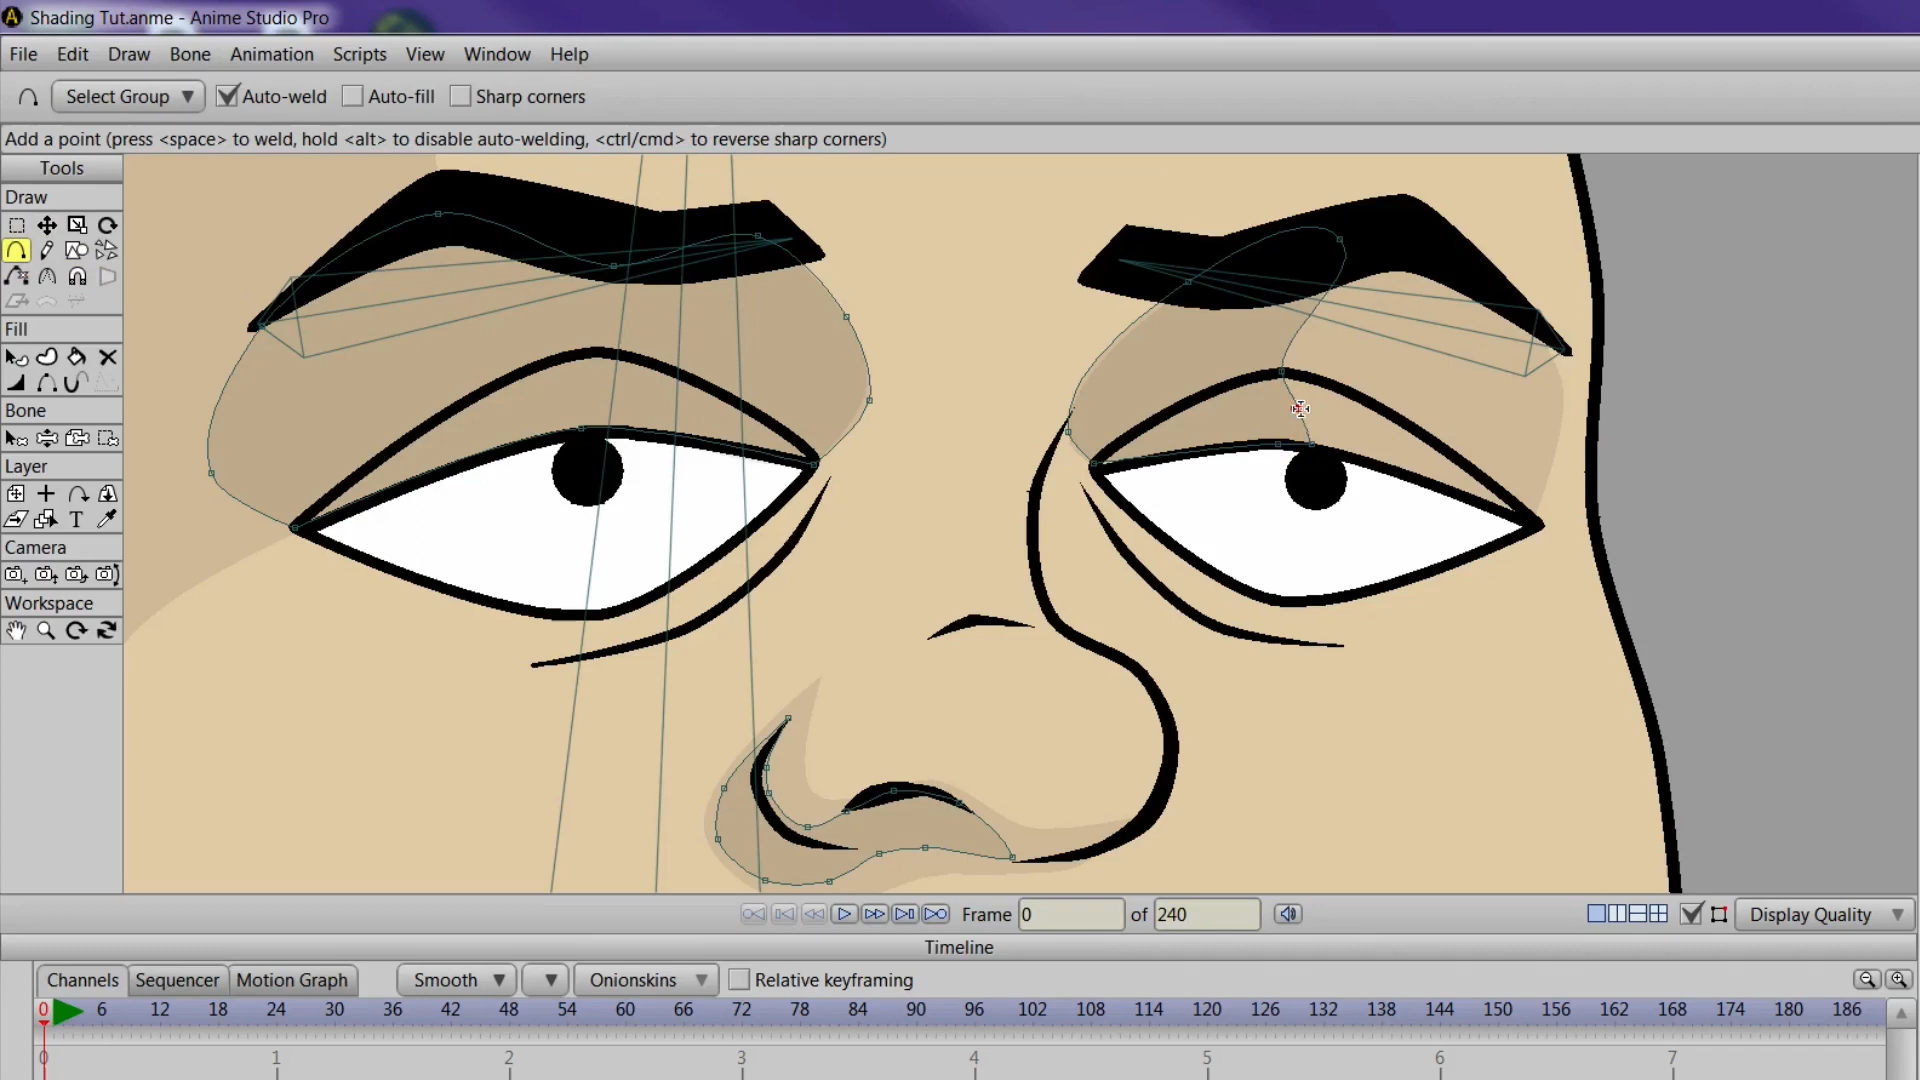 Shading Tut.anme - Anime Studio Pro
File Edit Draw Bone Animation Scripts View Window Help
Select Group Auto-weld Auto-fill Sharp corners
Add a point (press <space> to weld, hold <alt> to disable auto-welding, <ctrl/cmd> to reverse sharp corners)
Tools
Draw
Fill
Bone
Layer
T
Camera
Workspace
Frame 0 of 240 Display Quality
Timeline
Channels Sequencer Motion Graph Smooth Onionskins Relative keyframing
0 6 12 18 24 30 36 42 48 54 60 66 72 78 84 90 96 102 108 114 120 126 132 138 144 150 156 162 168 174 180 186
0 1 2 3 4 5 6 7